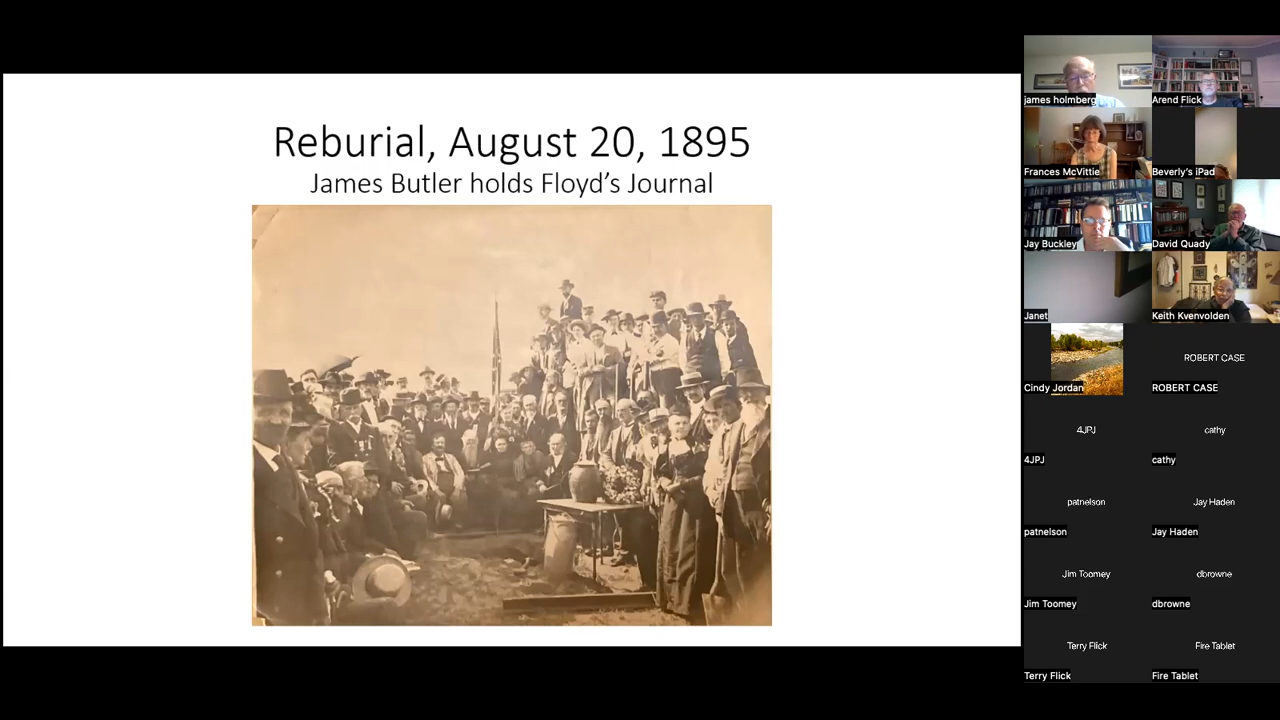 Reburial, August 20, 1895
James Butler holds Floyd's Journal
james holmberg
Arend Flick
Frances McVittie
Beverly's iPad
Jay Buckley
David Quady
Janet
Keith Kvenvolden
Cindy Jordan
ROBERT CASE
ROBERT CASE
4JPJ
cathy
4JPJ
cathy
patnelson
Jay Haden
patnelson
Jay Haden
Jim Toomey
dbrowne
Jim Toomey
dbrowne
Terry Flick
Fire Tablet
Terry Flick
Fire Tablet